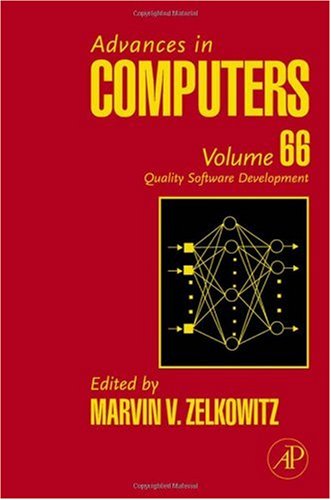 Advances in
COMPUTERS
Volume 66
Quality Software Development
Edited by
MARVIN V. ZELKOWITZ
AP